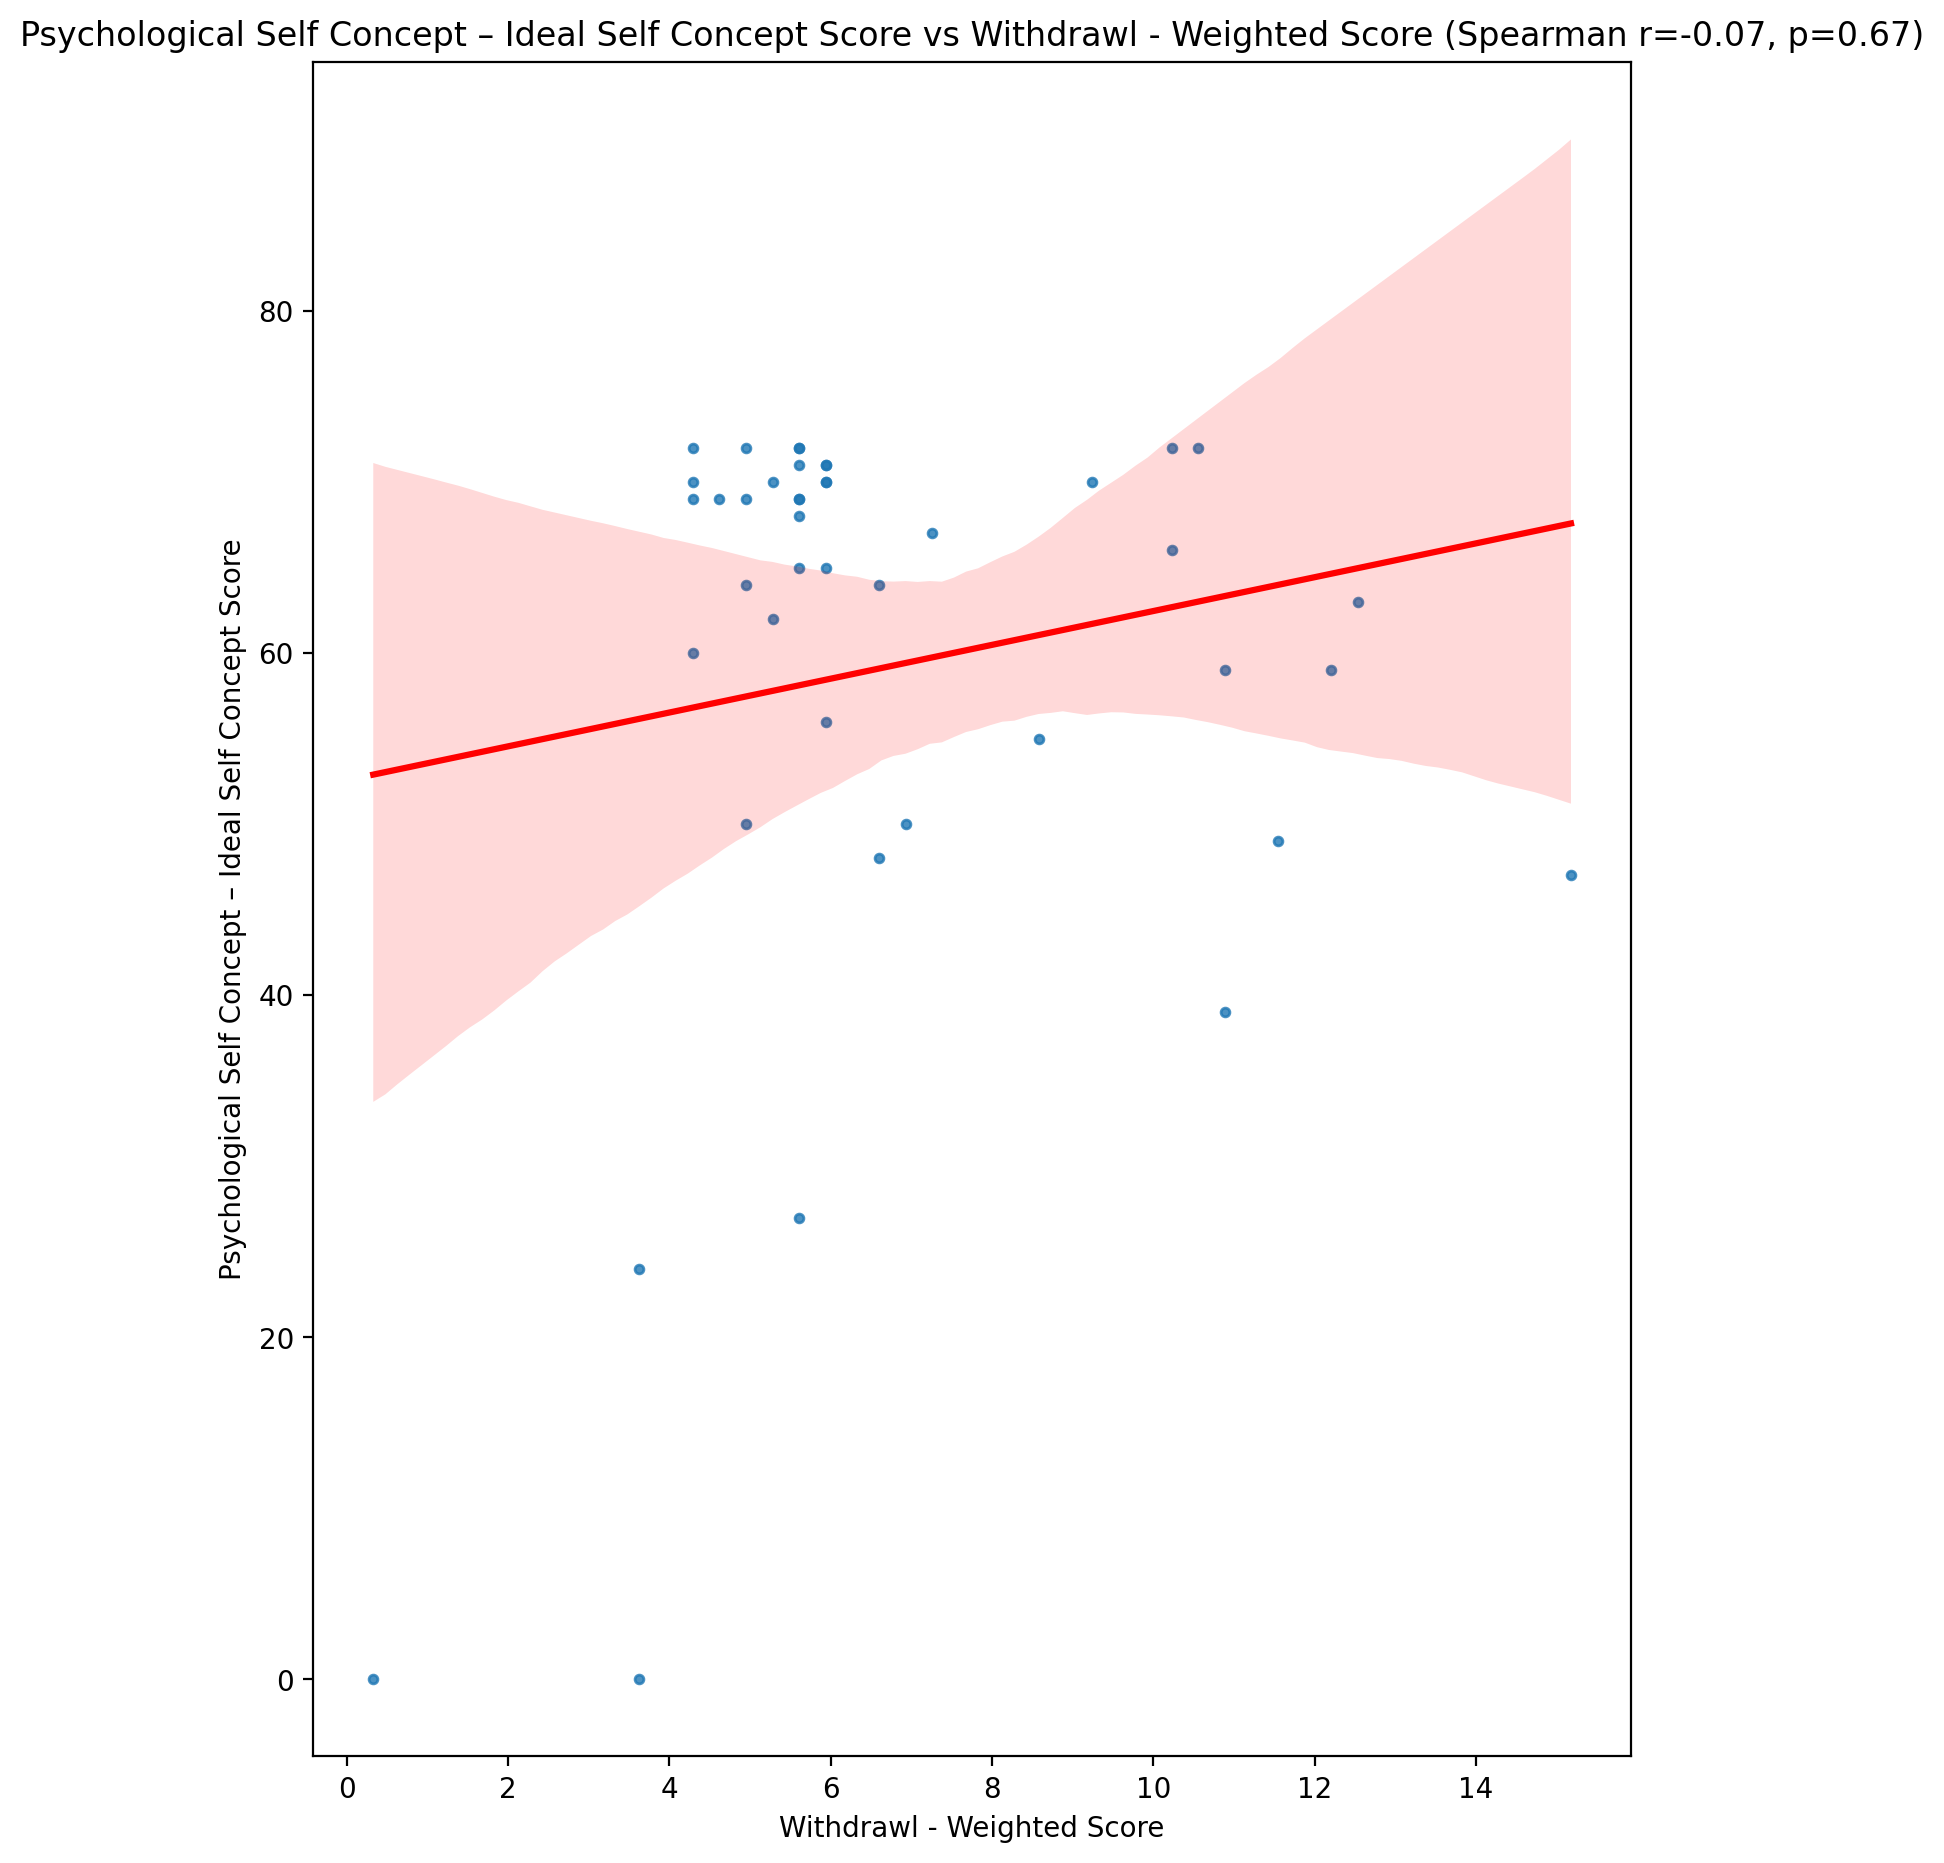 Psychological Self Concept – Ideal Self Concept Score vs Withdrawl - Weighted Score (Spearman r=-0.07, p=0.67)
Psychological Self Concept – Ideal Self Concept Score
80
60
40
20
0
0 2 4 6 8 10 12 14
Withdrawl - Weighted Score